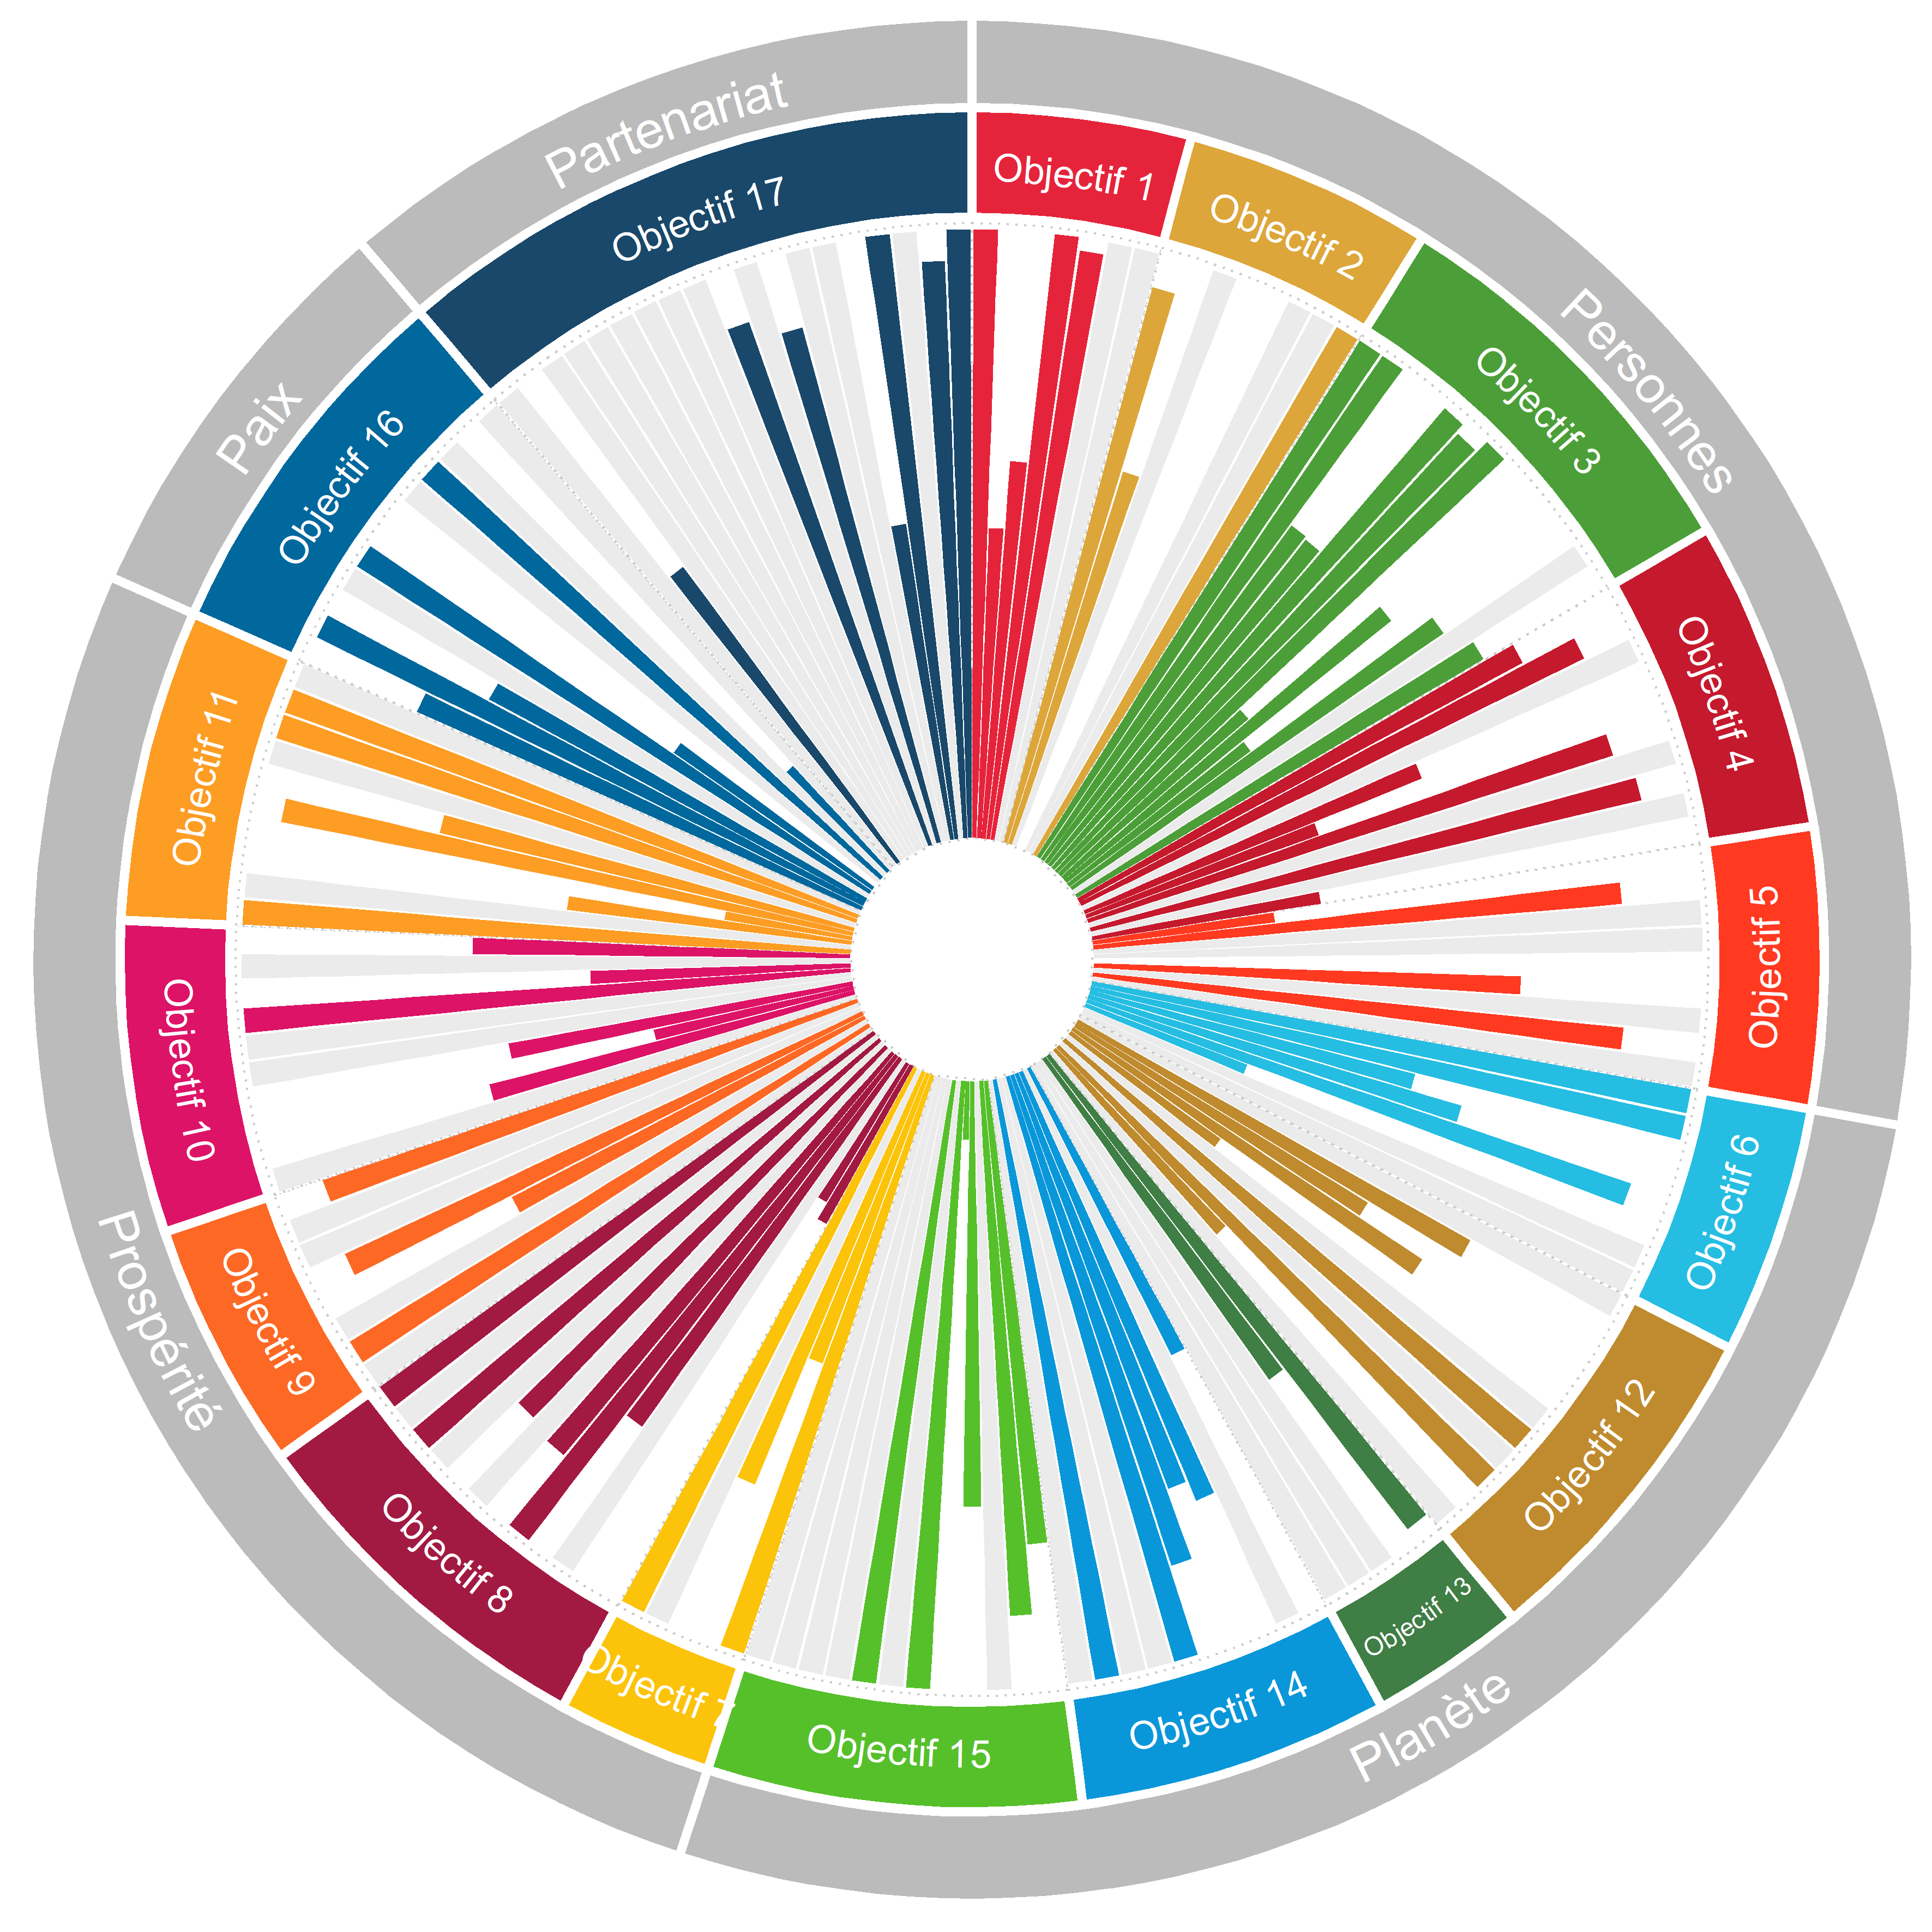 Personnes
Planète
Prospérité
Paix
Partenariat
Objectif 1
Objectif 2
Objectif 3
Objectif 4
Objectif 5
Objectif 6
Objectif 12
Objectif 13
Objectif 14
Objectif 15
Objectif 7
Objectif 8
Objectif 9
Objectif 10
Objectif 11
Objectif 16
Objectif 17